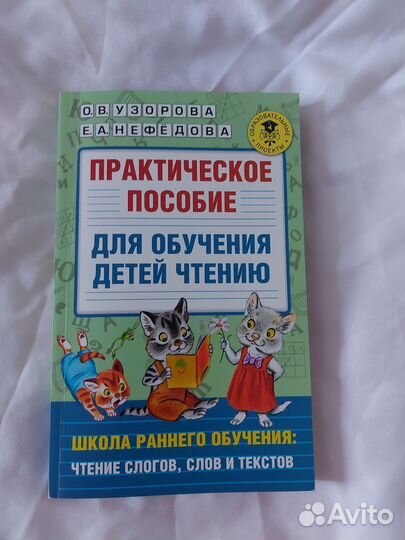 О.В. УЗОРОВА
Е.А. НЕФЁДОВА
ОБРАЗОВАТЕЛЬНЫЕ
ПРОЕКТЫ
ПРАКТИЧЕСКОЕ
ПОСОБИЕ
ДЛЯ ОБУЧЕНИЯ
ДЕТЕЙ ЧТЕНИЮ
ШКОЛА РАННЕГО ОБУЧЕНИЯ:
ЧТЕНИЕ СЛОГОВ, СЛОВ И ТЕКСТОВ
Avito